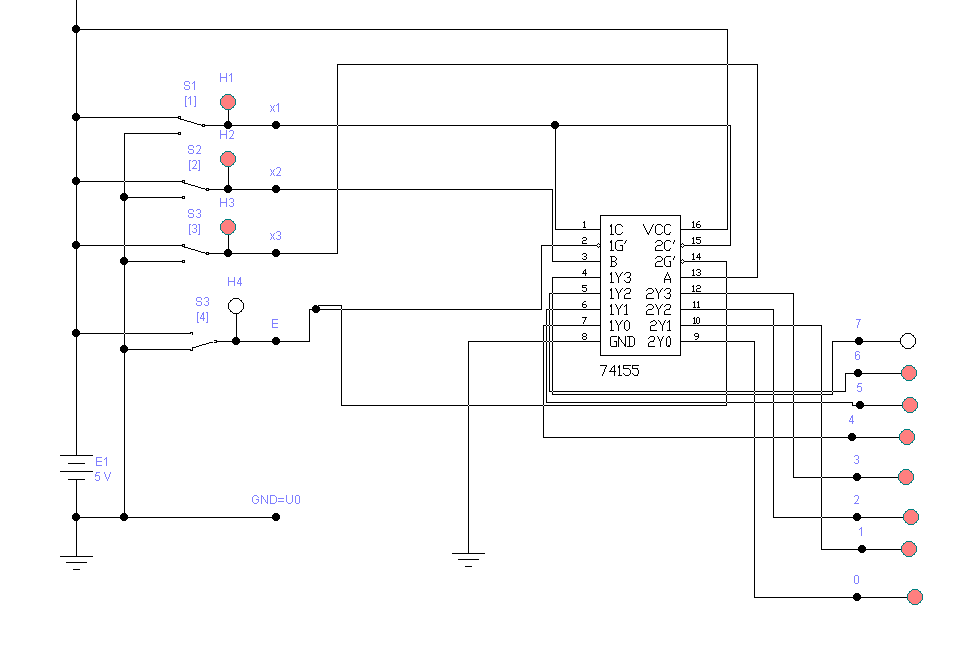 H1
S1
[1]
x1
H2
S2
[2]
x2
H3
S3
[3]
x3
H4
S3
[4]
E
1 1C VCC 16
2 1G' 2C' 15
3 B 2G' 14
4 1Y3 A 13
5 1Y2 2Y3 12
6 1Y1 2Y2 11
7 1Y0 2Y1 10
8 GND 2Y0 9
74155
7
6
5
4
3
2
1
0
E1
5 V
GND=U0